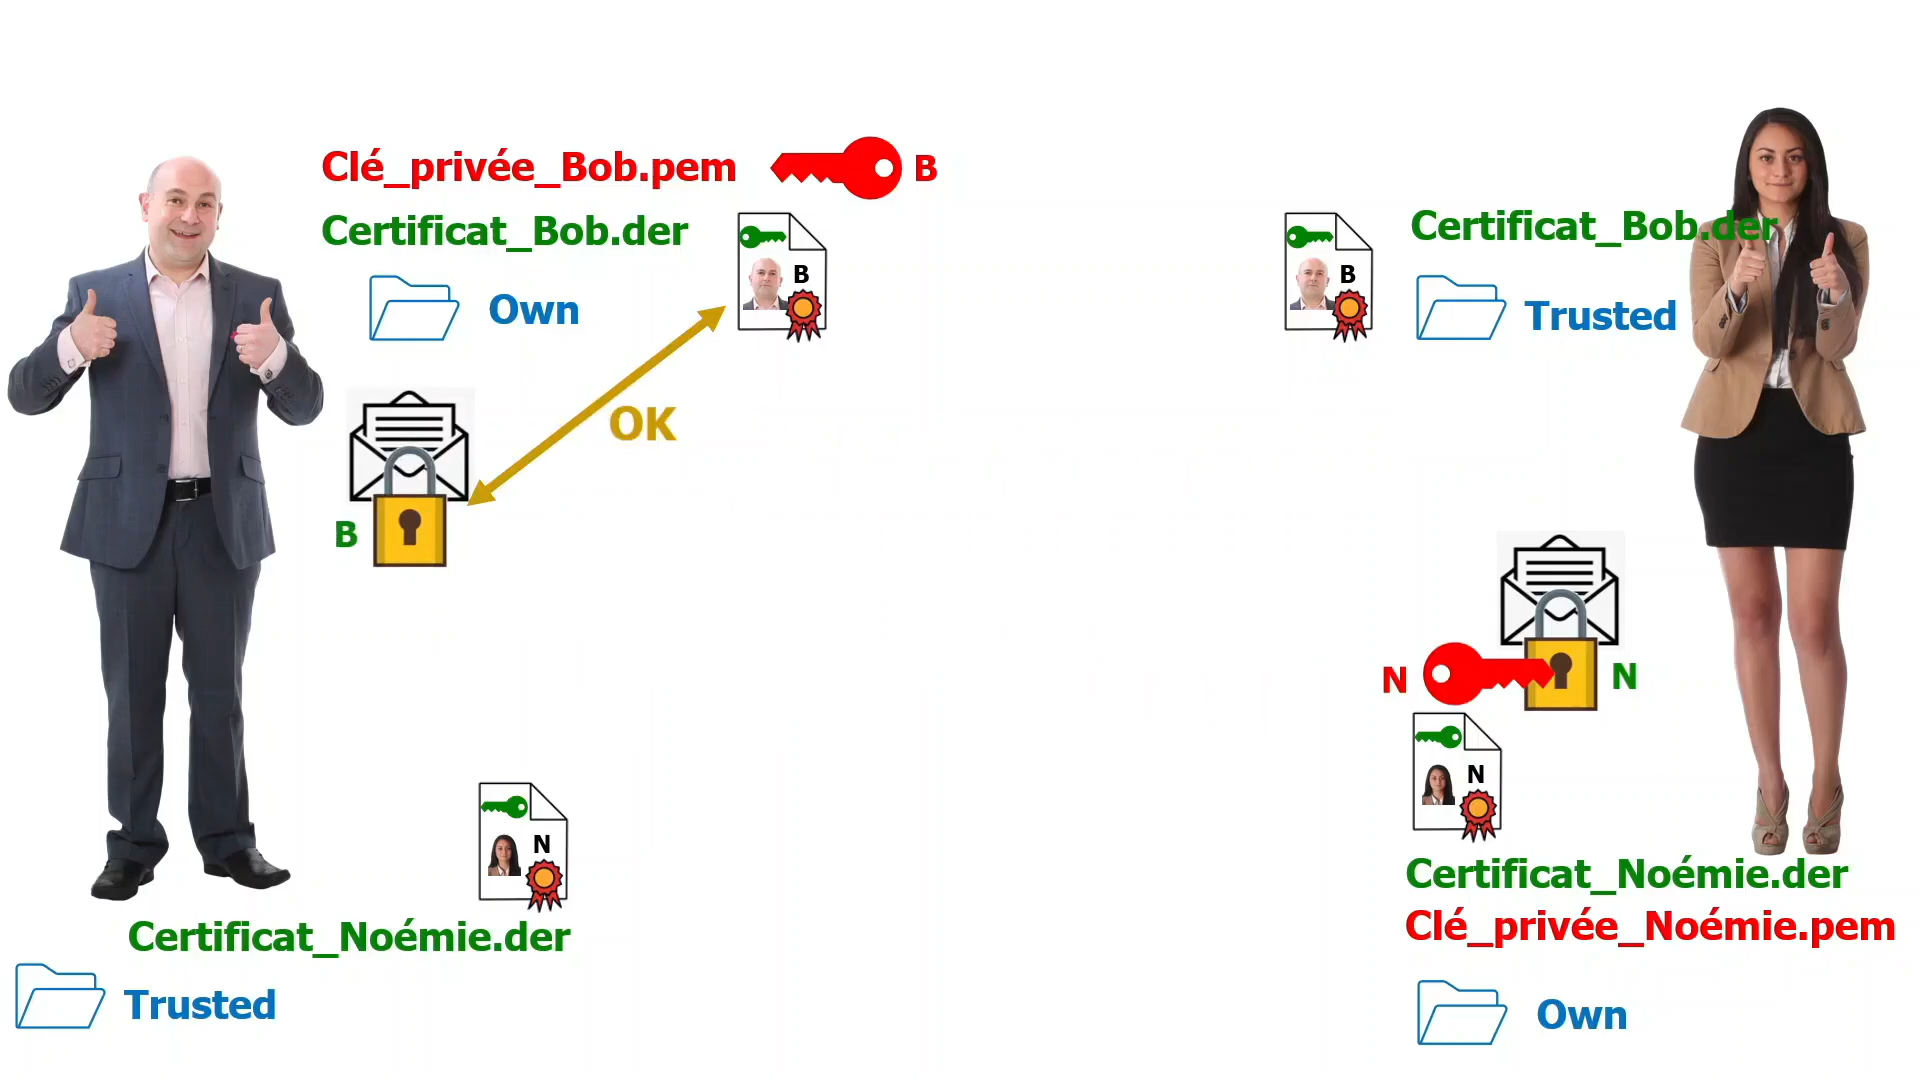 Clé_privée_Bob.pem
B
Certificat_Bob.der
B
Own
OK
B
B
Certificat_Bob.der
Trusted
N
N
N
Certificat_Noémie.der
Clé_privée_Noémie.pem
Own
N
Certificat_Noémie.der
Trusted